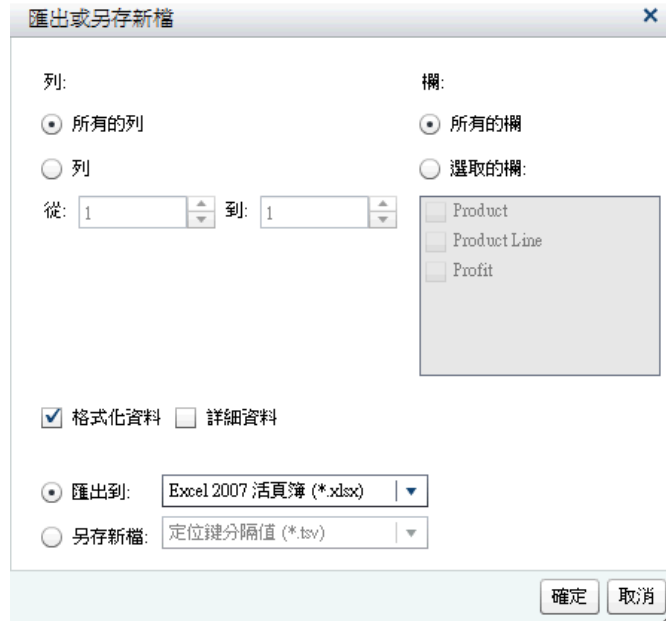 匯出或另存新檔
列:
欄:
所有的列
所有的欄
列
選取的欄:
從: 1 到: 1
Product
Product Line
Profit
格式化資料 詳細資料
匯出到: Excel 2007 活頁簿 (*.xlsx)
另存新檔: 定位鍵分隔值 (*.tsv)
確定 取消